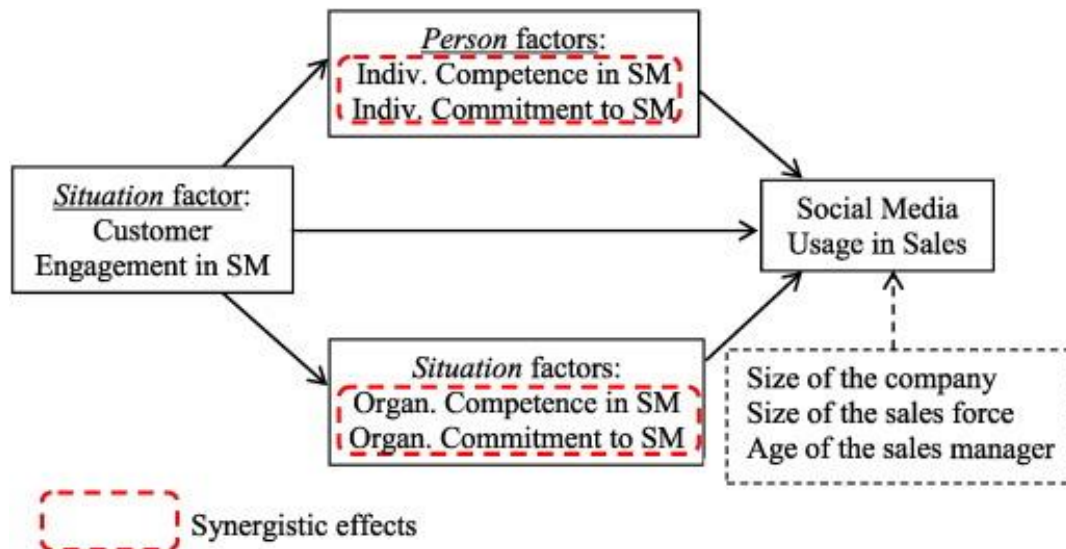 Person factors:
Indiv. Competence in SM
Indiv. Commitment to SM
Situation factor:
Customer
Engagement in SM
Social Media
Usage in Sales
Situation factors:
Organ. Competence in SM
Organ. Commitment to SM
Size of the company
Size of the sales force
Age of the sales manager
Synergistic effects